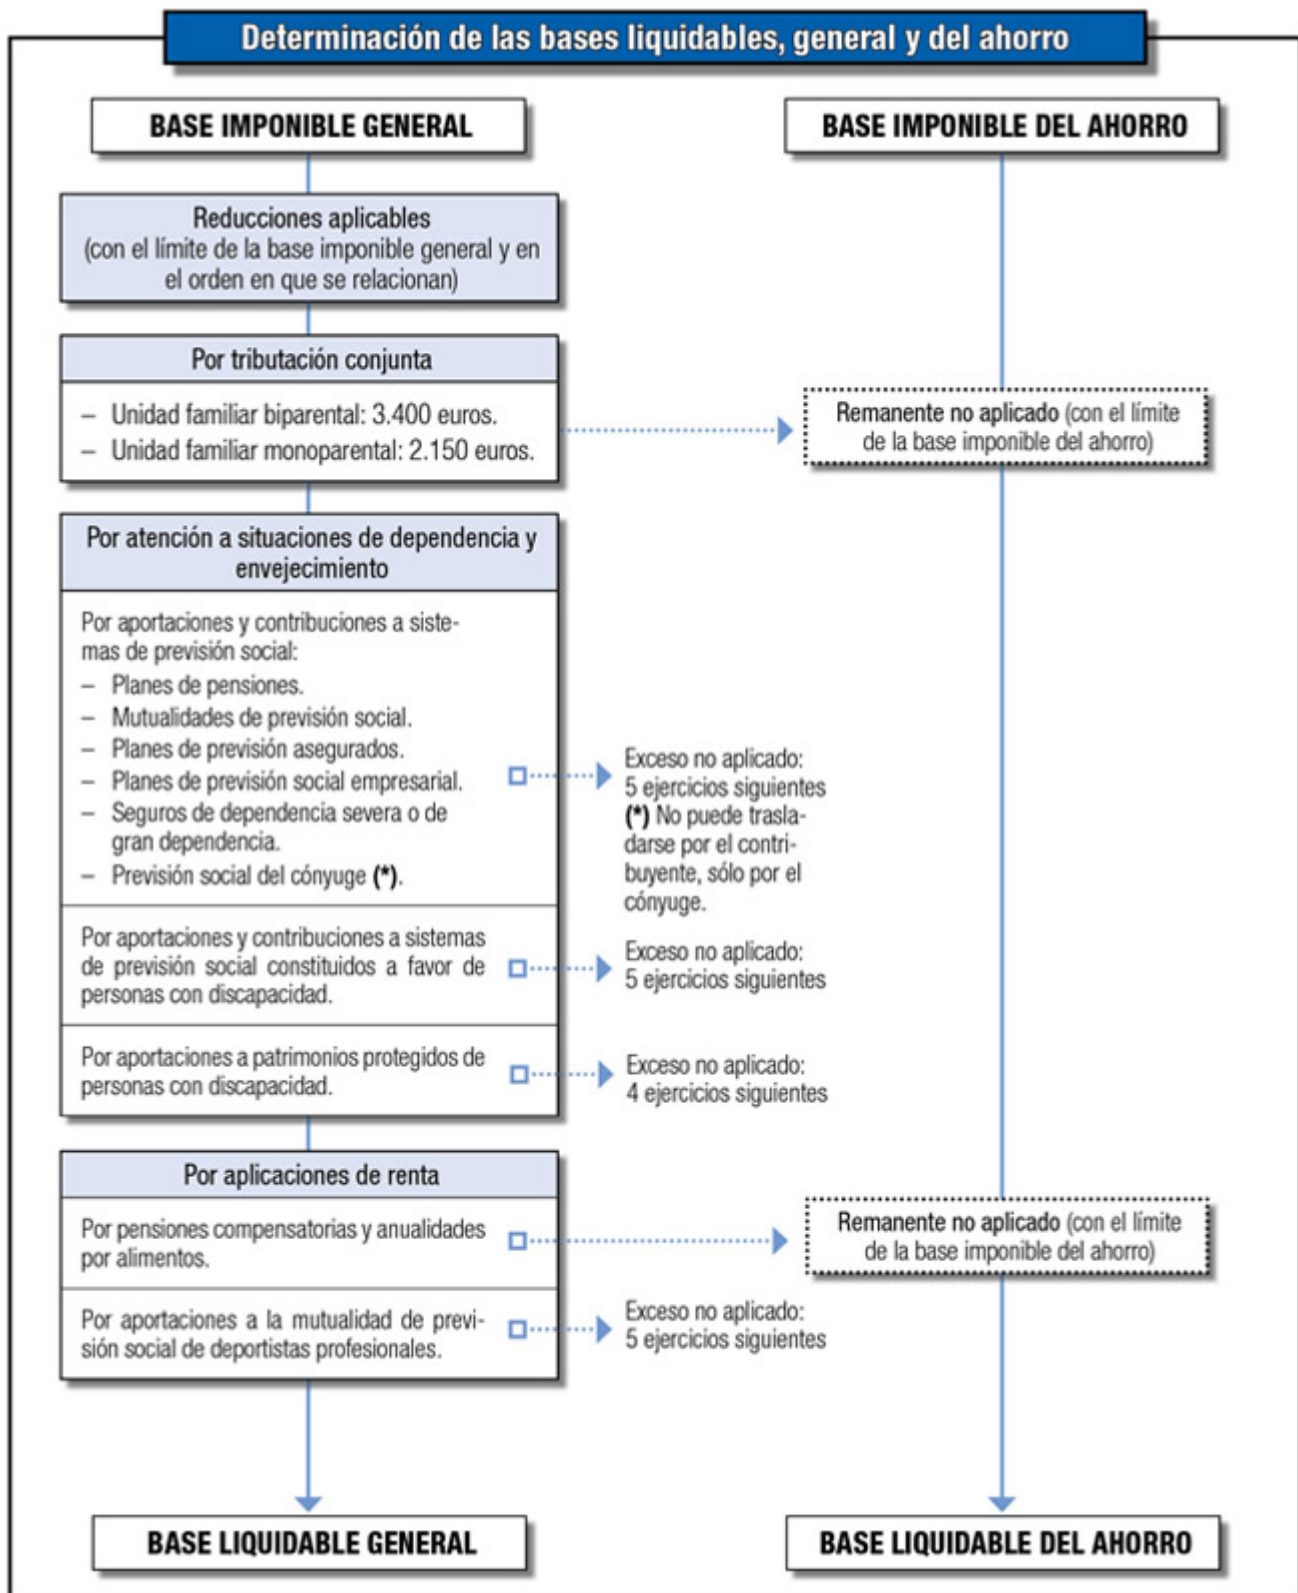 Determinación de las bases liquidables, general y del ahorro
BASE IMPONIBLE GENERAL
BASE IMPONIBLE DEL AHORRO
Reducciones aplicables
(con el límite de la base imponible general y en
el orden en que se relacionan)
Por tributación conjunta
– Unidad familiar biparental: 3.400 euros.
– Unidad familiar monoparental: 2.150 euros.
Remanente no aplicado (con el límite
de la base imponible del ahorro)
Por atención a situaciones de dependencia y
envejecimiento
Por aportaciones y contribuciones a siste-
mas de previsión social:
– Planes de pensiones.
– Mutualidades de previsión social.
– Planes de previsión asegurados.
– Planes de previsión social empresarial.
– Seguros de dependencia severa o de
gran dependencia.
– Previsión social del cónyuge (*).
Exceso no aplicado:
5 ejercicios siguientes
(*) No puede trasla-
darse por el contri-
buyente, sólo por el
cónyuge.
Por aportaciones y contribuciones a sistemas
de previsión social constituidos a favor de
personas con discapacidad.
Exceso no aplicado:
5 ejercicios siguientes
Por aportaciones a patrimonios protegidos de
personas con discapacidad.
Exceso no aplicado:
4 ejercicios siguientes
Por aplicaciones de renta
Por pensiones compensatorias y anualidades
por alimentos.
Remanente no aplicado (con el límite
de la base imponible del ahorro)
Por aportaciones a la mutualidad de previ-
sión social de deportistas profesionales.
Exceso no aplicado:
5 ejercicios siguientes
BASE LIQUIDABLE GENERAL
BASE LIQUIDABLE DEL AHORRO